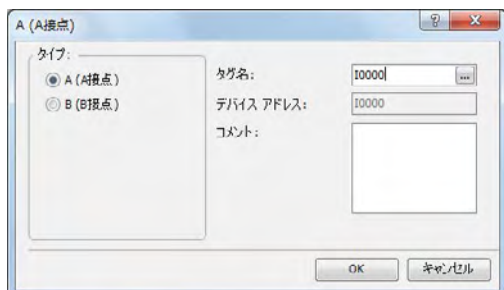 A (A接点)
タイプ:
A (A接点)
B (B接点)
タグ名:
I0000
...
デバイス アドレス:
I0000
コメント:
OK
キャンセル